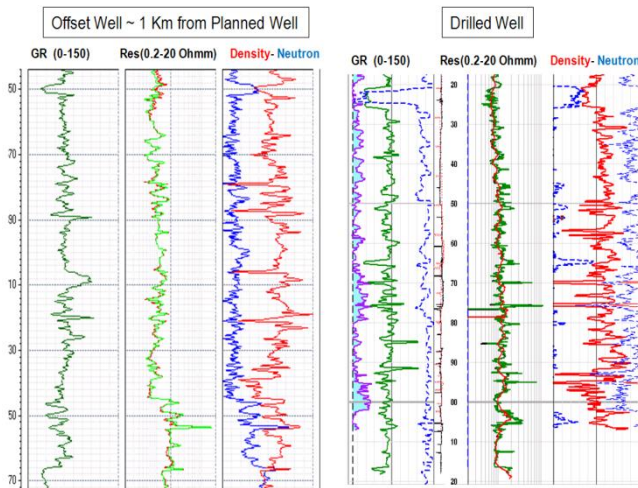 Offset Well ~ 1 Km from Planned Well
Drilled Well
GR (0-150)
Res(0.2-20 Ohmm)
Density- Neutron
GR (0-150)
Res(0.2-20 Ohmm)
Density- Neutron
50
70
90
10
30
50
70
20
30
40
50
60
70
80
90
80
10
20